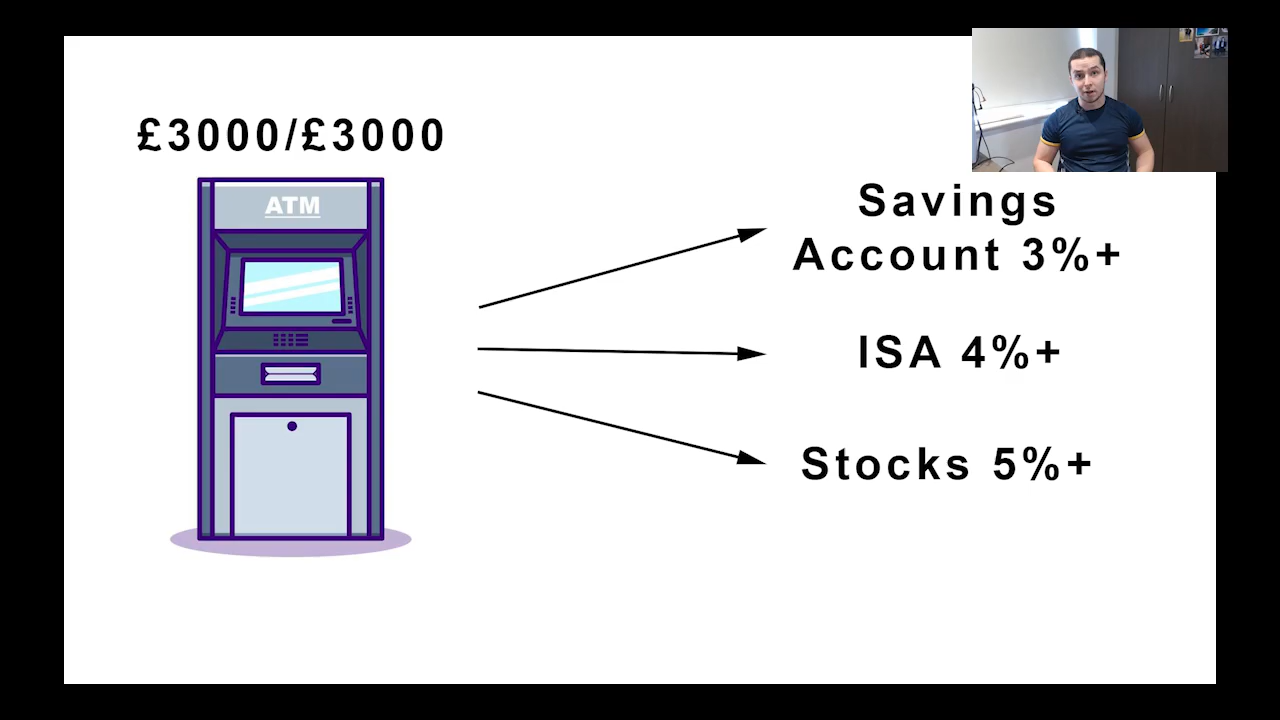 £3000/£3000
ATM
Savings
Account 3%+
ISA 4%+
Stocks 5%+